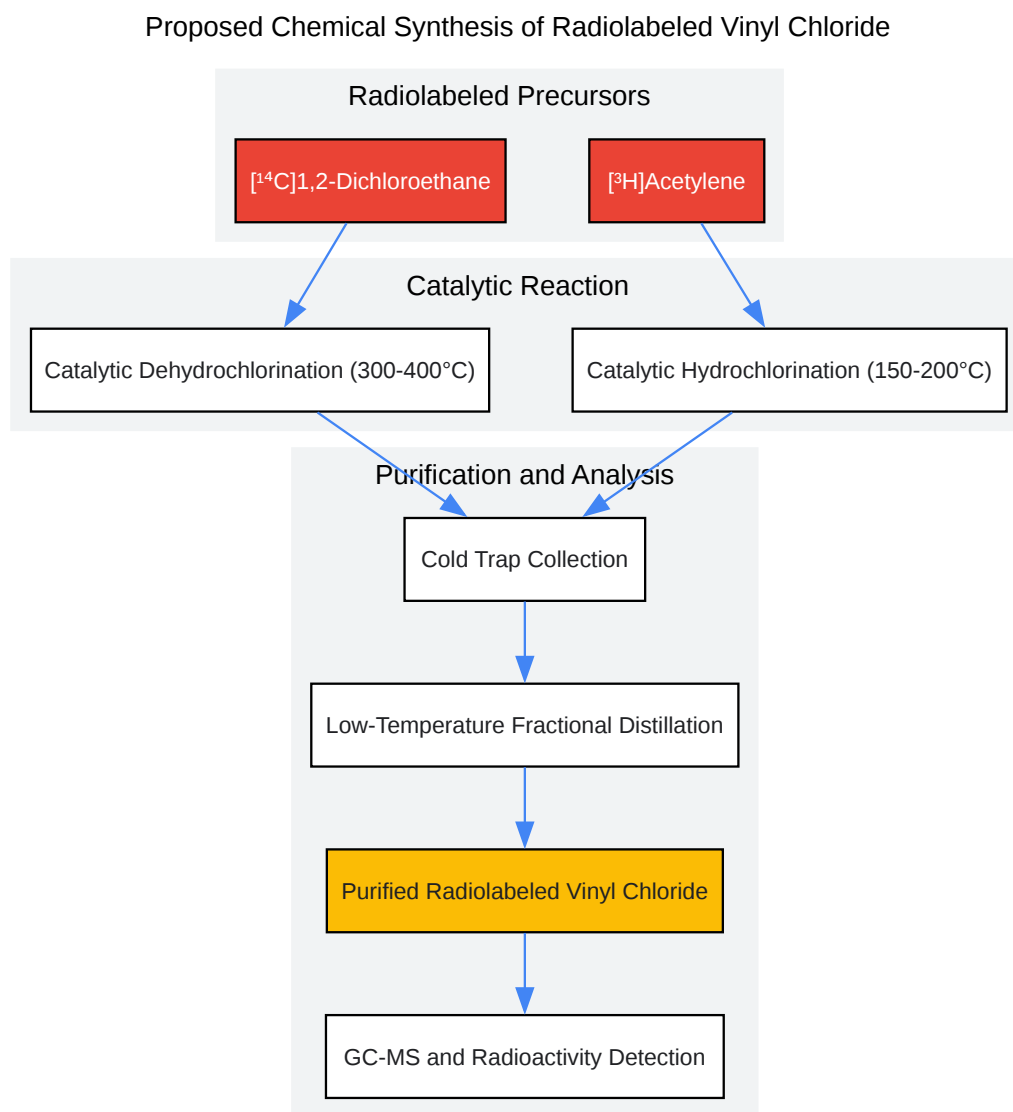 Proposed Chemical Synthesis of Radiolabeled Vinyl Chloride
Radiolabeled Precursors
[¹⁴C]1,2-Dichloroethane
[³H]Acetylene
Catalytic Reaction
Catalytic Dehydrochlorination (300-400°C)
Catalytic Hydrochlorination (150-200°C)
Purification and Analysis
Cold Trap Collection
Low-Temperature Fractional Distillation
Purified Radiolabeled Vinyl Chloride
GC-MS and Radioactivity Detection